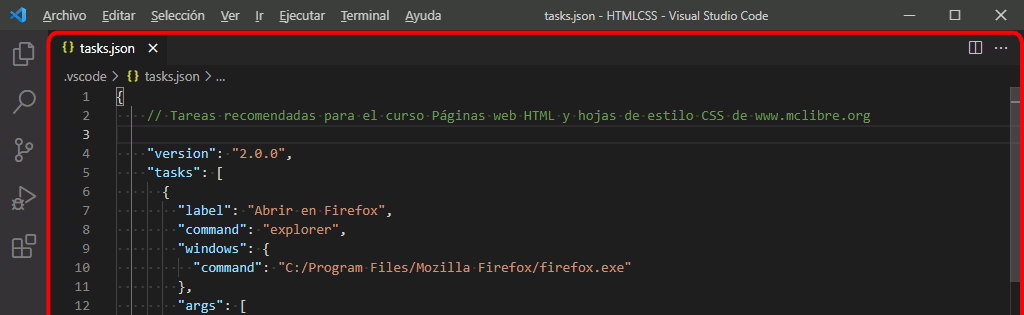 Archivo Editar Selección Ver Ir Ejecutar Terminal Ayuda tasks.json - HTMLCSS - Visual Studio Code
{} tasks.json
.vscode > {} tasks.json > ...
1 {
2 // Tareas recomendadas para el curso Páginas web HTML y hojas de estilo CSS de www.mclibre.org
3
4 "version": "2.0.0",
5 "tasks": [
6 {
7 "label": "Abrir en Firefox",
8 "command": "explorer",
9 "windows": {
10 "command": "C:/Program Files/Mozilla Firefox/firefox.exe"
11 },
12 "args": [